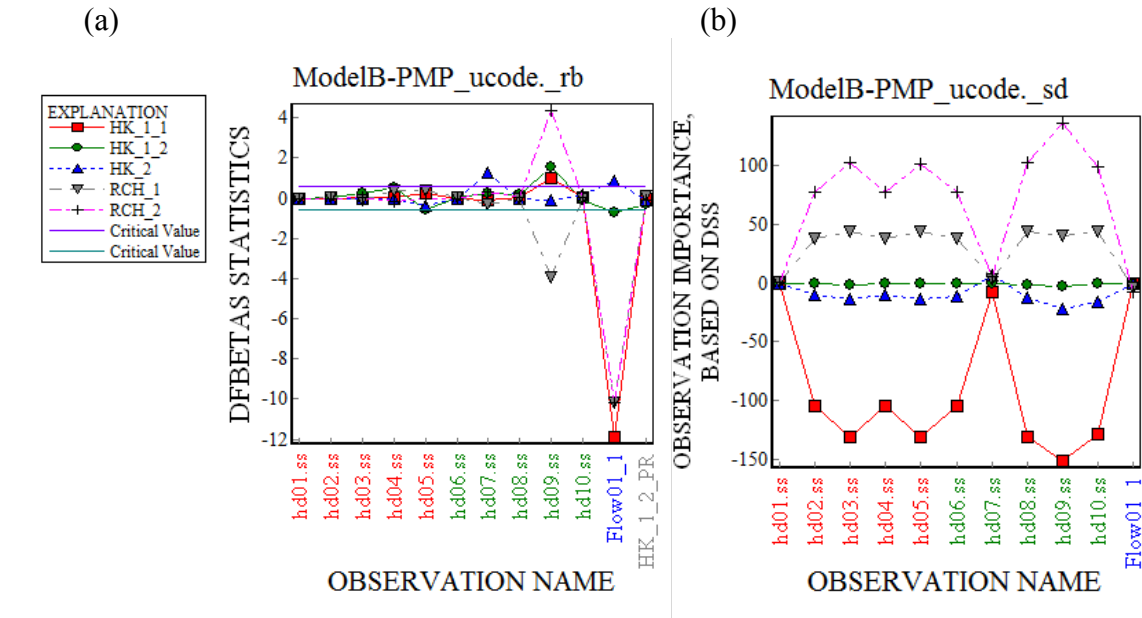 (a)
(b)
ModelB-PMP_ucode._rb
EXPLANATION
HK_1_1
HK_1_2
HK_2
RCH_1
RCH_2
Critical Value
Critical Value
DFBETAS STATISTICS
4
2
0
-2
-4
-6
-8
-10
-12
hd01.ss
hd02.ss
hd03.ss
hd04.ss
hd05.ss
hd06.ss
hd07.ss
hd08.ss
hd09.ss
hd10.ss
Flow01_1
HK_1_2_PR
OBSERVATION NAME
ModelB-PMP_ucode._sd
OBSERVATION IMPORTANCE,
BASED ON DSS
100
50
0
-50
-100
-150
hd01.ss
hd02.ss
hd03.ss
hd04.ss
hd05.ss
hd06.ss
hd07.ss
hd08.ss
hd09.ss
hd10.ss
Flow01_1
OBSERVATION NAME